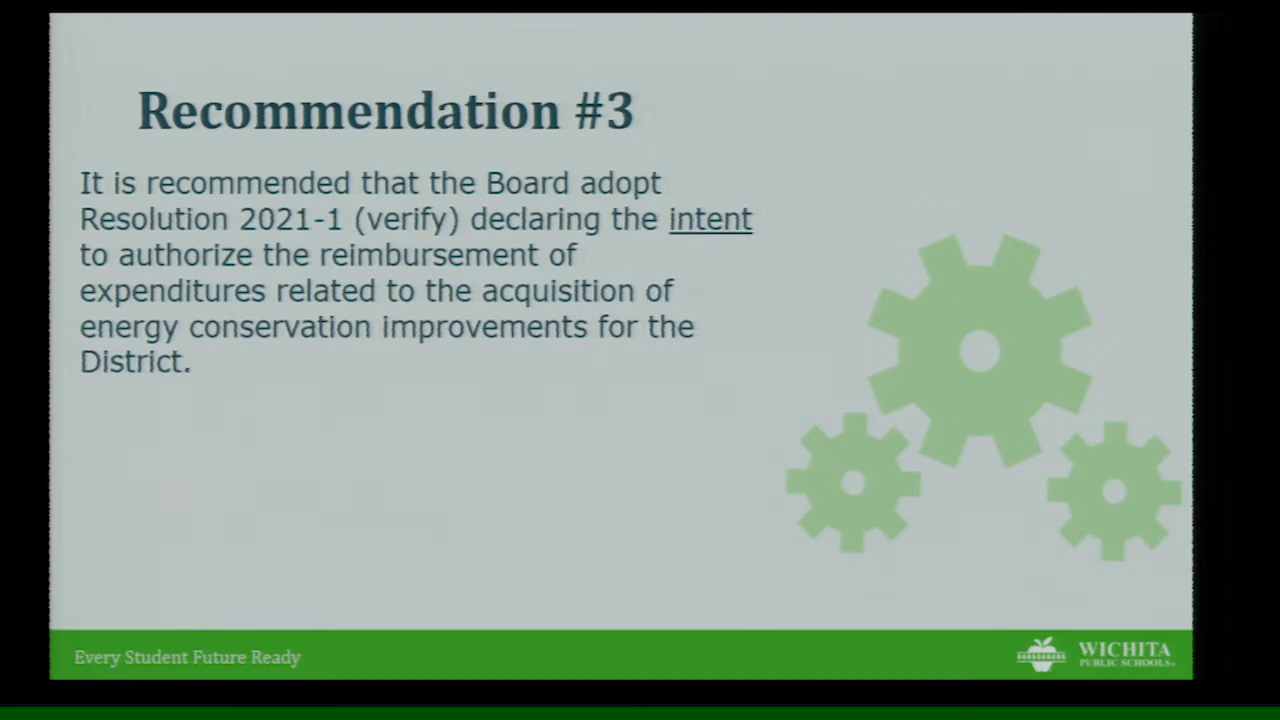 Recommendation #3
It is recommended that the Board adopt
Resolution 2021-1 (verify) declaring the intent
to authorize the reimbursement of
expenditures related to the acquisition of
energy conservation improvements for the
District.
Every Student Future Ready
WICHITA
PUBLIC SCHOOLS